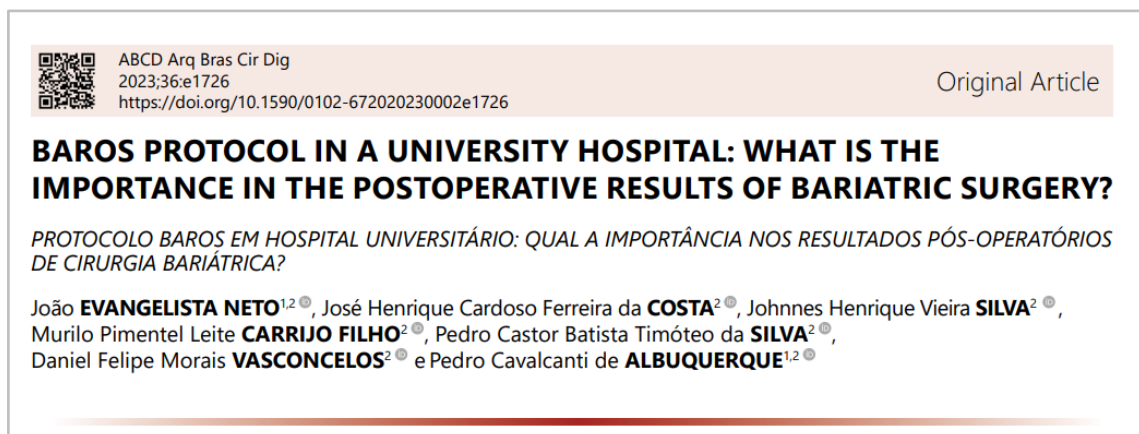 ABCD Arq Bras Cir Dig
2023;36:e1726
https://doi.org/10.1590/0102-672020230002e1726
Original Article
BAROS PROTOCOL IN A UNIVERSITY HOSPITAL: WHAT IS THE
IMPORTANCE IN THE POSTOPERATIVE RESULTS OF BARIATRIC SURGERY?
PROTOCOLO BAROS EM HOSPITAL UNIVERSITÁRIO: QUAL A IMPORTÂNCIA NOS RESULTADOS PÓS-OPERATÓRIOS
DE CIRURGIA BARIÁTRICA?
João EVANGELISTA NETO1,2, José Henrique Cardoso Ferreira da COSTA2, Johnnes Henrique Vieira SILVA2,
Murilo Pimentel Leite CARRIJO FILHO2, Pedro Castor Batista Timóteo da SILVA2,
Daniel Felipe Morais VASCONCELOS2 e Pedro Cavalcanti de ALBUQUERQUE1,2